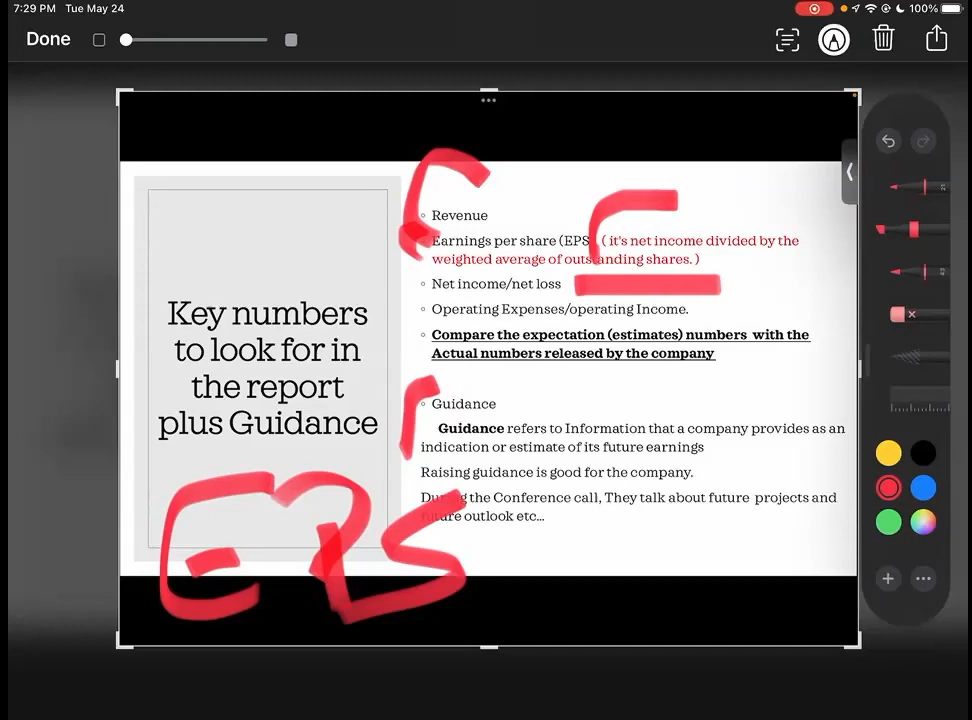 7:29 PM Tue May 24
100%
Done
Key numbers
to look for in
the report
plus Guidance
Revenue
Earnings per share (EPS) ( it's net income divided by the
weighted average of outstanding shares. )
Net income/net loss
Operating Expenses/operating Income.
Compare the expectation (estimates) numbers with the
Actual numbers released by the company
Guidance
Guidance refers to Information that a company provides as an
indication or estimate of its future earnings
Raising guidance is good for the company.
During the Conference call, They talk about future projects and
future outlook etc...
EPS